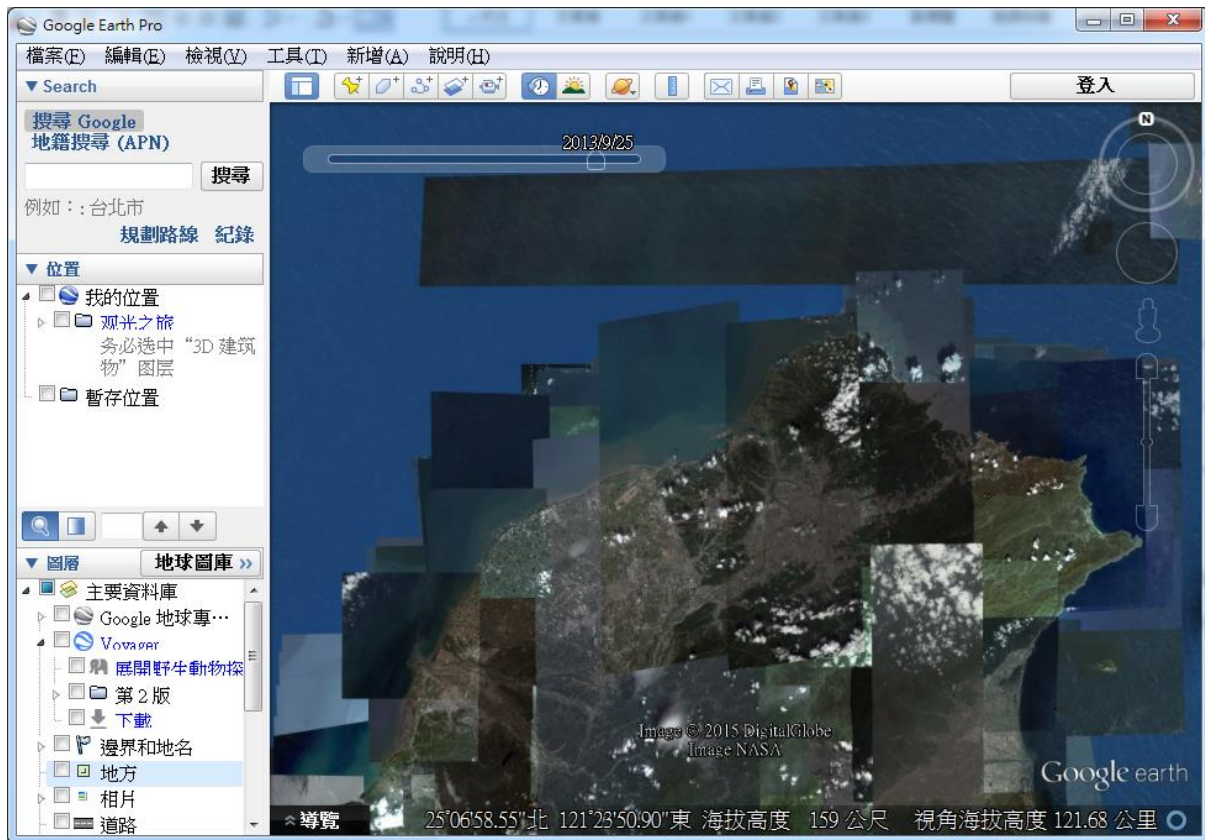 Google Earth Pro
檔案(F) 編輯(E) 檢視(V) 工具(T) 新增(A) 說明(H)
Search
登入
搜尋 Google
地籍搜尋 (APN)
搜尋
例如：: 台北市
規劃路線 紀錄
位置
我的位置
观光之旅
务必选中“3D 建筑
物”图层
暫存位置
圖層
地球圖庫 »
主要資料庫
Google 地球專…
Voyager
展開野生動物探
第 2 版
下載
邊界和地名
地方
相片
道路
2013/9/25
N
Image © 2015 DigitalGlobe
Image NASA
Google earth
導覽 25°06'58.55"北 121°23'50.90"東 海拔高度 159 公尺 視角海拔高度 121.68 公里